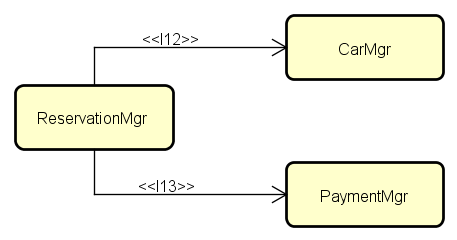 <<I12>>
CarMgr
ReservationMgr
<<I13>>
PaymentMgr